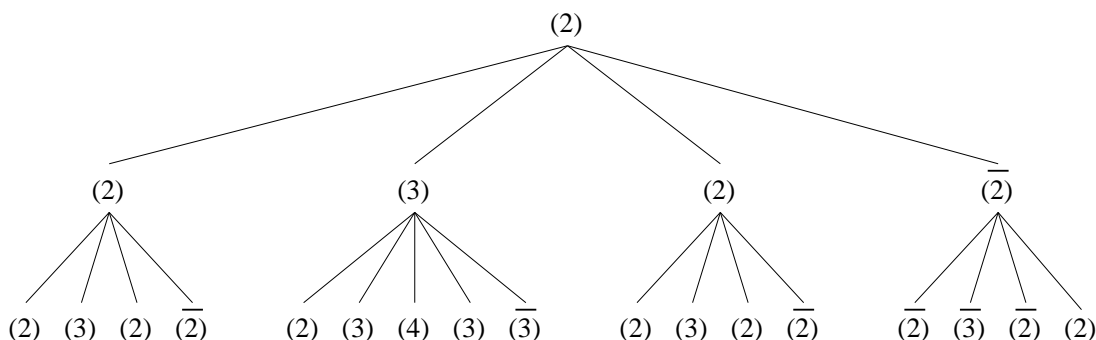 (2)
(2) (3) (2) (2̅)
(2) (3) (2) (2̅) (2) (3) (4) (3) (3̅) (2) (3) (2) (2̅) (2̅) (3̅) (2̅) (2)